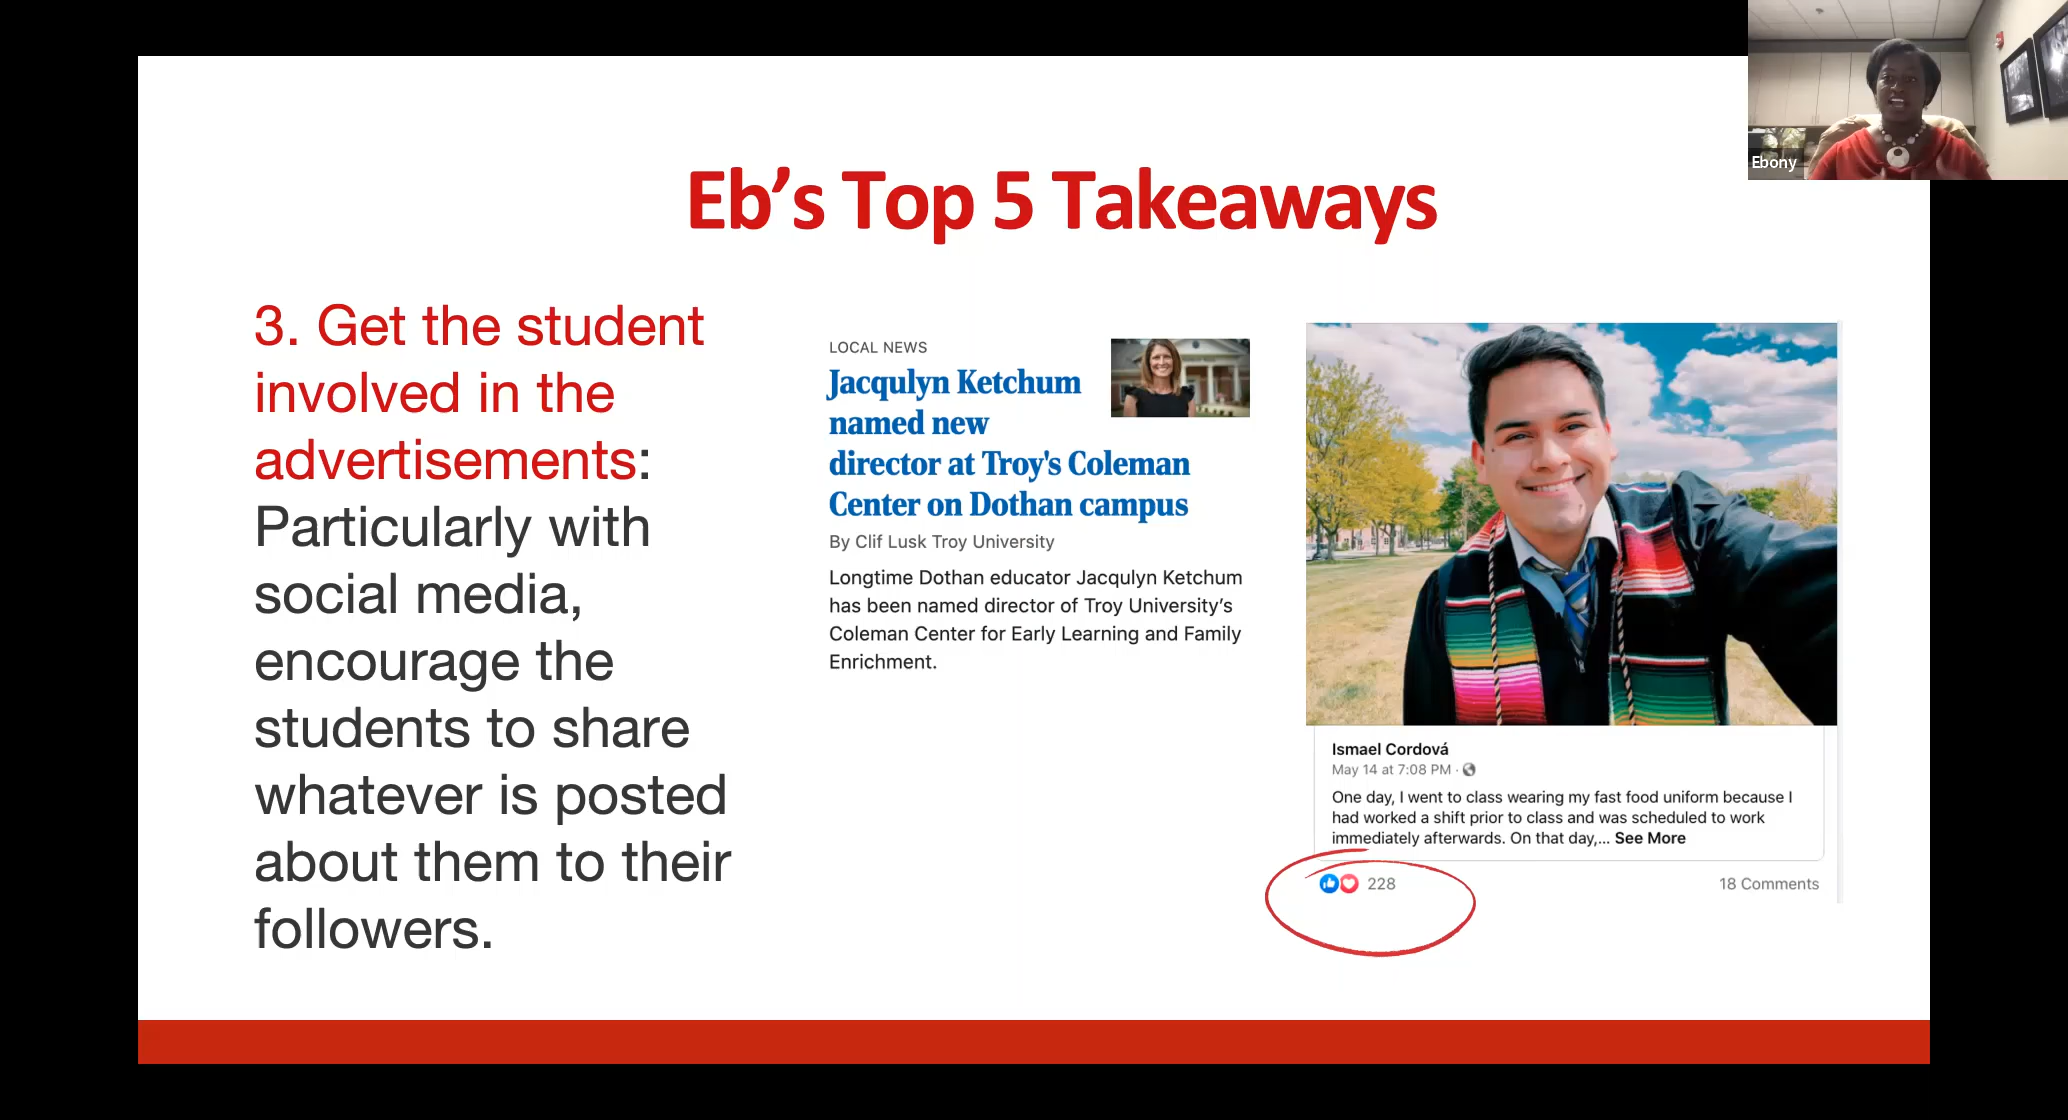 Ebony
Eb’s Top 5 Takeaways
3. Get the student
involved in the
advertisements:
Particularly with
social media,
encourage the
students to share
whatever is posted
about them to their
followers.
LOCAL NEWS
Jacqulyn Ketchum
named new
director at Troy's Coleman
Center on Dothan campus
By Clif Lusk Troy University
Longtime Dothan educator Jacqulyn Ketchum
has been named director of Troy University’s
Coleman Center for Early Learning and Family
Enrichment.
Ismael Cordová
May 14 at 7:08 PM ·
One day, I went to class wearing my fast food uniform because I
had worked a shift prior to class and was scheduled to work
immediately afterwards. On that day,... See More
228
18 Comments